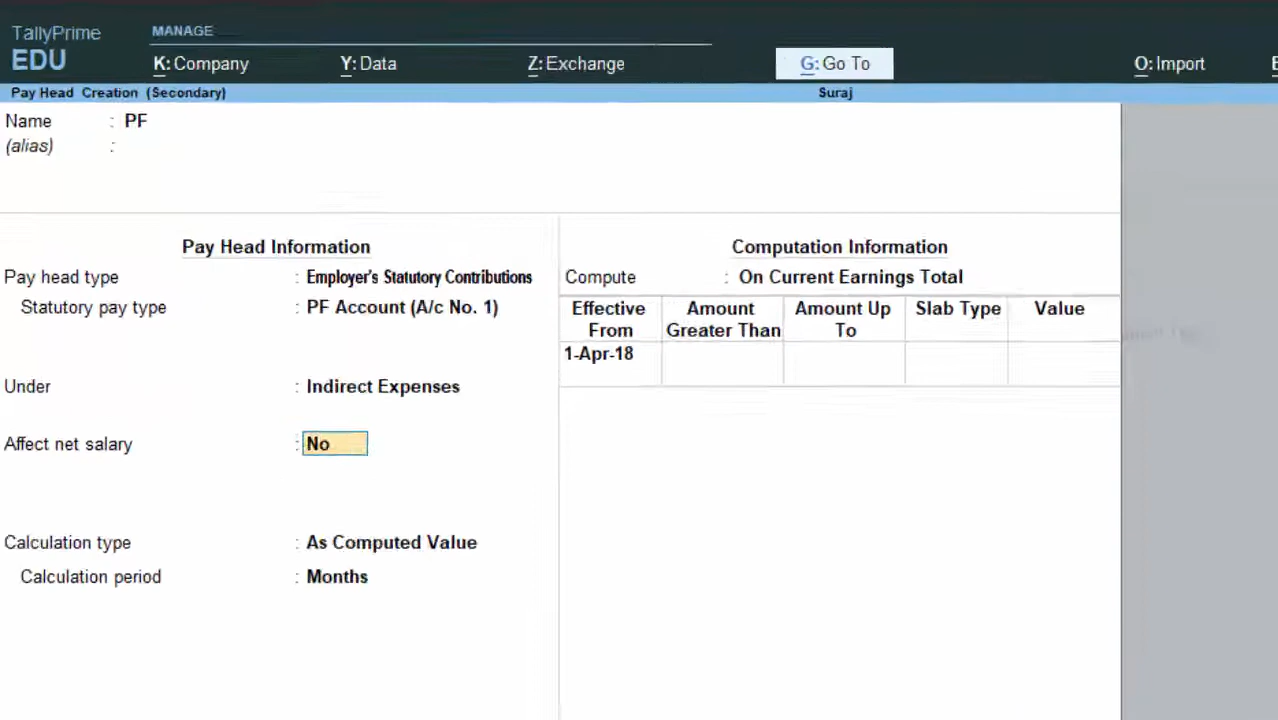 TallyPrime
EDU
MANAGE
K: Company
Y: Data
Z: Exchange
G: Go To
O: Import
E
Pay Head Creation (Secondary)
Suraj
Name : PF
(alias) :
Pay Head Information
Pay head type : Employer's Statutory Contributions
Statutory pay type : PF Account (A/c No. 1)
Under : Indirect Expenses
Affect net salary : No
Calculation type : As Computed Value
Calculation period : Months
Computation Information
Compute : On Current Earnings Total
Effective From
Amount Greater Than
Amount Up To
Slab Type
Value
1-Apr-18